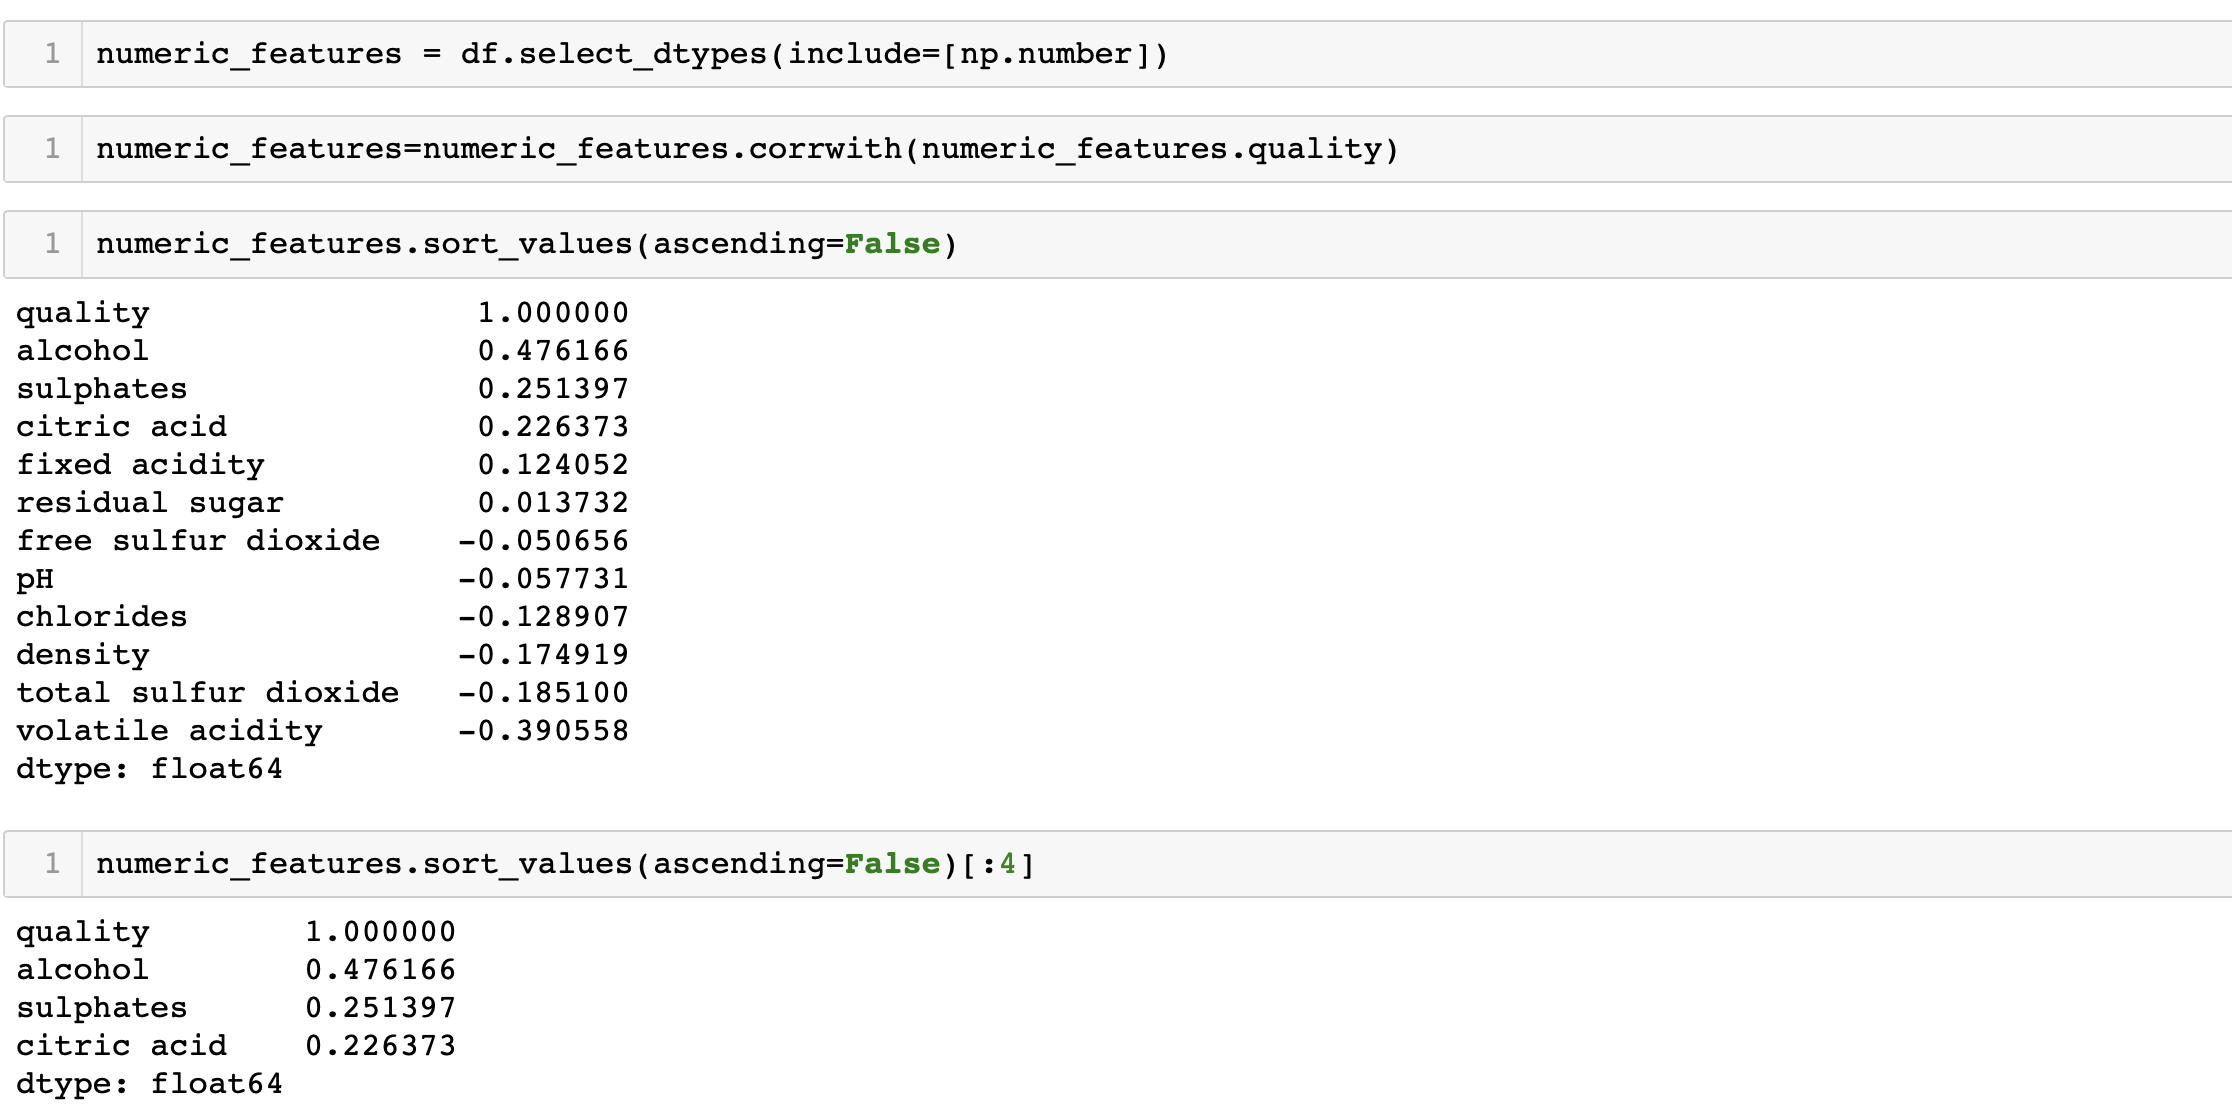 1 numeric_features = df.select_dtypes(include=[np.number])
1 numeric_features=numeric_features.corrwith(numeric_features.quality)
1 numeric_features.sort_values(ascending=False)
quality 1.000000
alcohol 0.476166
sulphates 0.251397
citric acid 0.226373
fixed acidity 0.124052
residual sugar 0.013732
free sulfur dioxide -0.050656
pH -0.057731
chlorides -0.128907
density -0.174919
total sulfur dioxide -0.185100
volatile acidity -0.390558
dtype: float64
1 numeric_features.sort_values(ascending=False)[:4]
quality 1.000000
alcohol 0.476166
sulphates 0.251397
citric acid 0.226373
dtype: float64